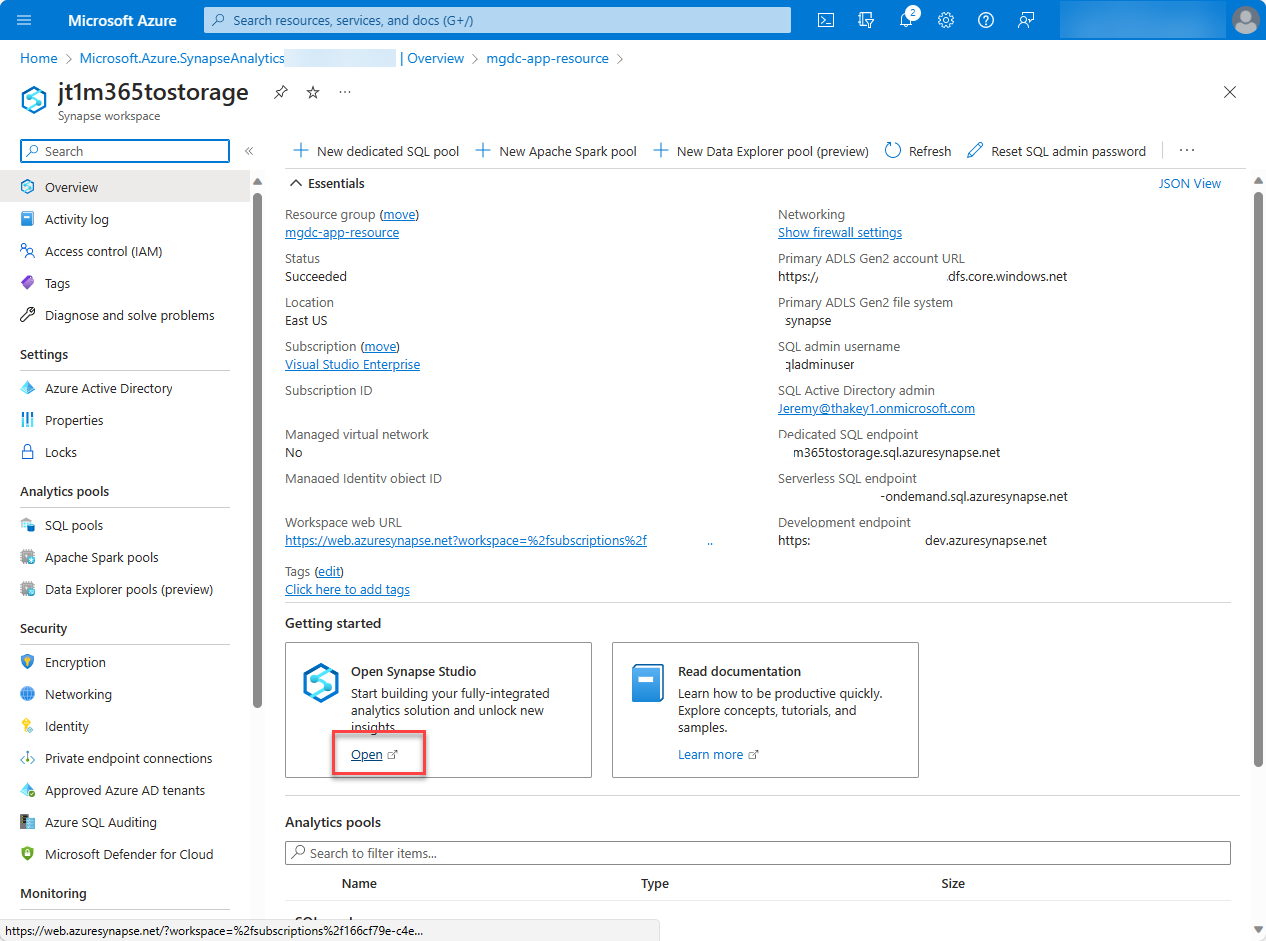 Microsoft Azure
Search resources, services, and docs (G+/)
2
Home > Microsoft.Azure.SynapseAnalytics | Overview > mgdc-app-resource >
jt1m365tostorage
Synapse workspace
Search
«
New dedicated SQL pool
New Apache Spark pool
New Data Explorer pool (preview)
Refresh
Reset SQL admin password
Overview
Activity log
Access control (IAM)
Tags
Diagnose and solve problems
Settings
Azure Active Directory
Properties
Locks
Analytics pools
SQL pools
Apache Spark pools
Data Explorer pools (preview)
Security
Encryption
Networking
Identity
Private endpoint connections
Approved Azure AD tenants
Azure SQL Auditing
Microsoft Defender for Cloud
Monitoring
Essentials
JSON View
Resource group (move)
mgdc-app-resource
Status
Succeeded
Location
East US
Subscription (move)
Visual Studio Enterprise
Subscription ID
Managed virtual network
No
Managed Identity object ID
Workspace web URL
https://web.azuresynapse.net?workspace=%2fsubscriptions%2f ..
Tags (edit)
Click here to add tags
Networking
Show firewall settings
Primary ADLS Gen2 account URL
https:// .dfs.core.windows.net
Primary ADLS Gen2 file system
synapse
SQL admin username
qladminuser
SQL Active Directory admin
Jeremy@thakey1.onmicrosoft.com
Dedicated SQL endpoint
m365tostorage.sql.azuresynapse.net
Serverless SQL endpoint
-ondemand.sql.azuresynapse.net
Development endpoint
https: dev.azuresynapse.net
Getting started
Open Synapse Studio
Start building your fully-integrated
analytics solution and unlock new
insights.
Open
Read documentation
Learn how to be productive quickly.
Explore concepts, tutorials, and
samples.
Learn more
Analytics pools
Search to filter items...
Name Type Size
https://web.azuresynapse.net/?workspace=%2fsubscriptions%2f166cf79e-c4e...